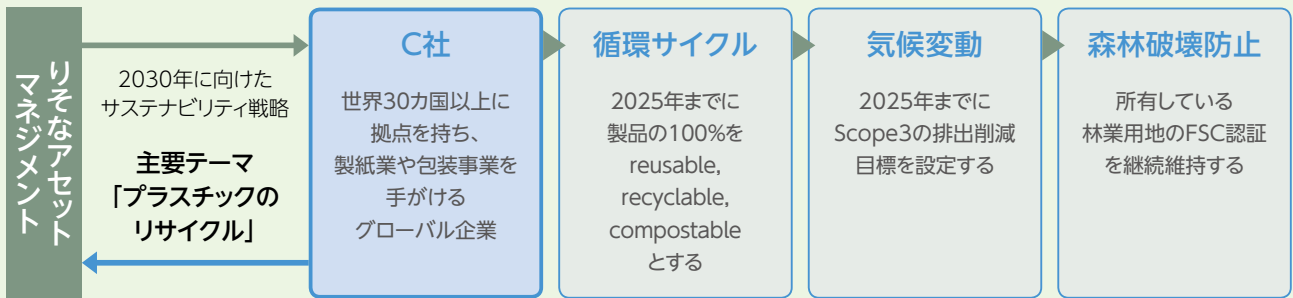 りそなアセット
マネジメント
2030年に向けた
サステナビリティ戦略
主要テーマ
「プラスチックの
リサイクル」
C社
世界30カ国以上に
拠点を持ち、
製紙業や包装事業を
手がける
グローバル企業
循環サイクル
2025年までに
製品の100%を
reusable,
recyclable,
compostable
とする
気候変動
2025年までに
Scope3の排出削減
目標を設定する
森林破壊防止
所有している
林業用地のFSC認証
を継続維持する